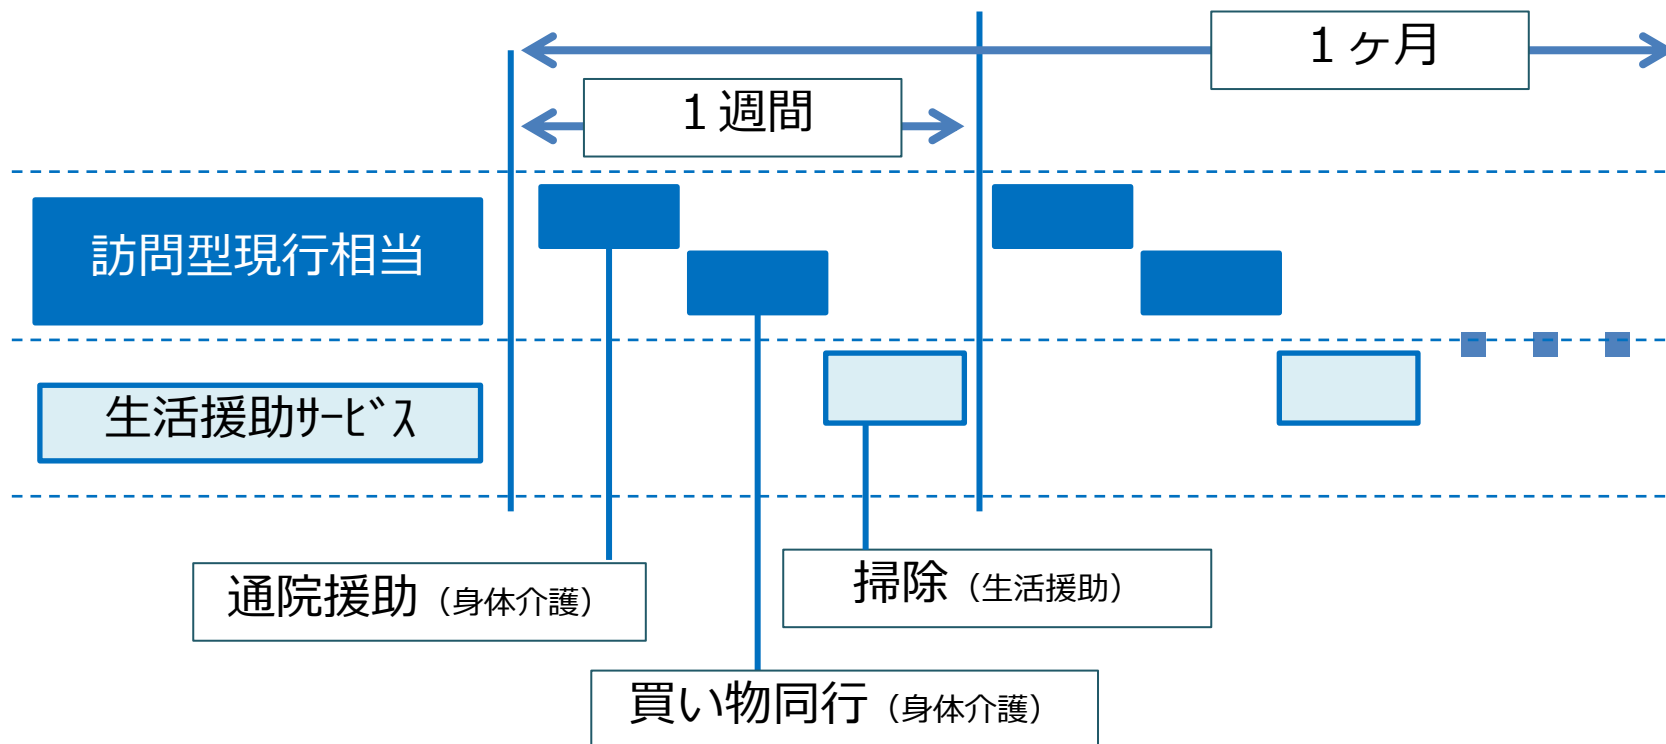 １ヶ月
１週間
訪問型現行相当
生活援助ｻｰﾋﾞｽ
通院援助（身体介護）
掃除（生活援助）
買い物同行（身体介護）